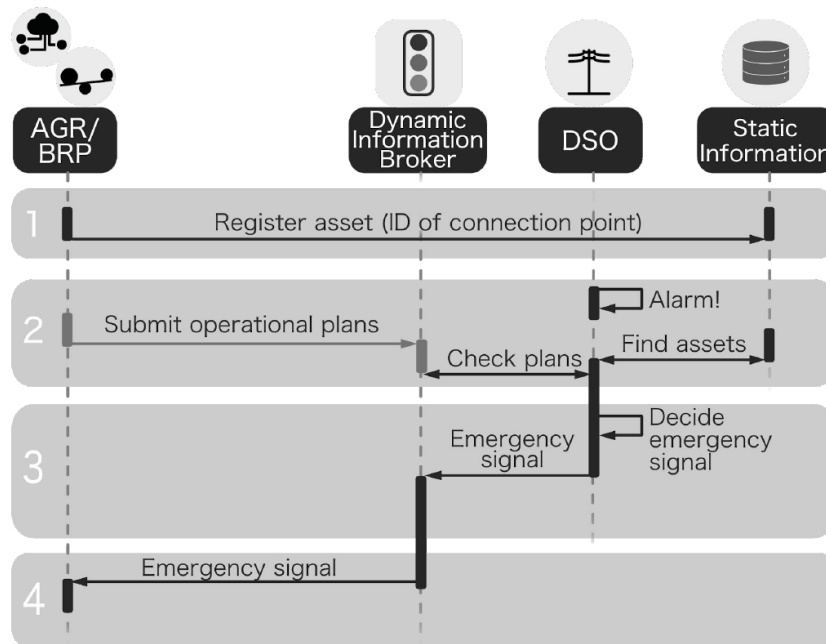 AGR/
BRP
Dynamic
Information
Broker
DSO
Static
Information
1
Register asset (ID of connection point)
2
Alarm!
Submit operational plans
Find assets
Check plans
3
Decide
emergency
signal
Emergency
signal
4
Emergency signal